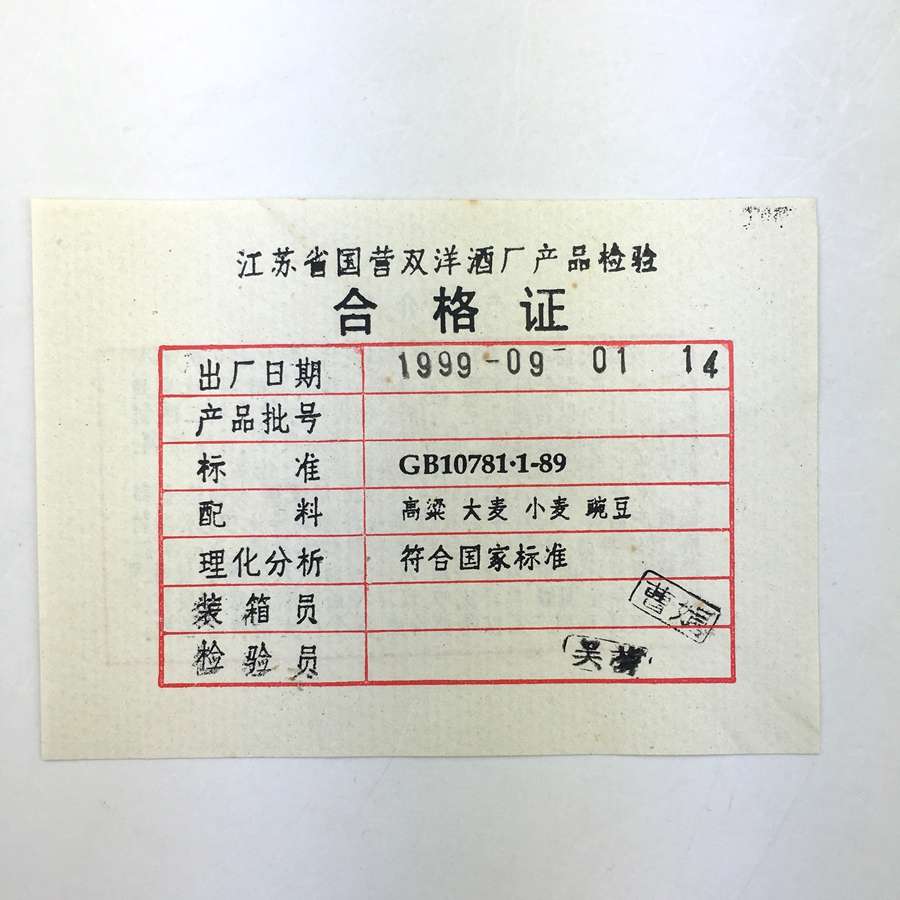 江苏省国营双洋酒厂产品检验
合格证
出厂日期 1999-09-01 14
产品批号
标准 GB10781·1-89
配料 高粱 大麦 小麦 豌豆
理化分析 符合国家标准
装箱员 曹
检验员 吴